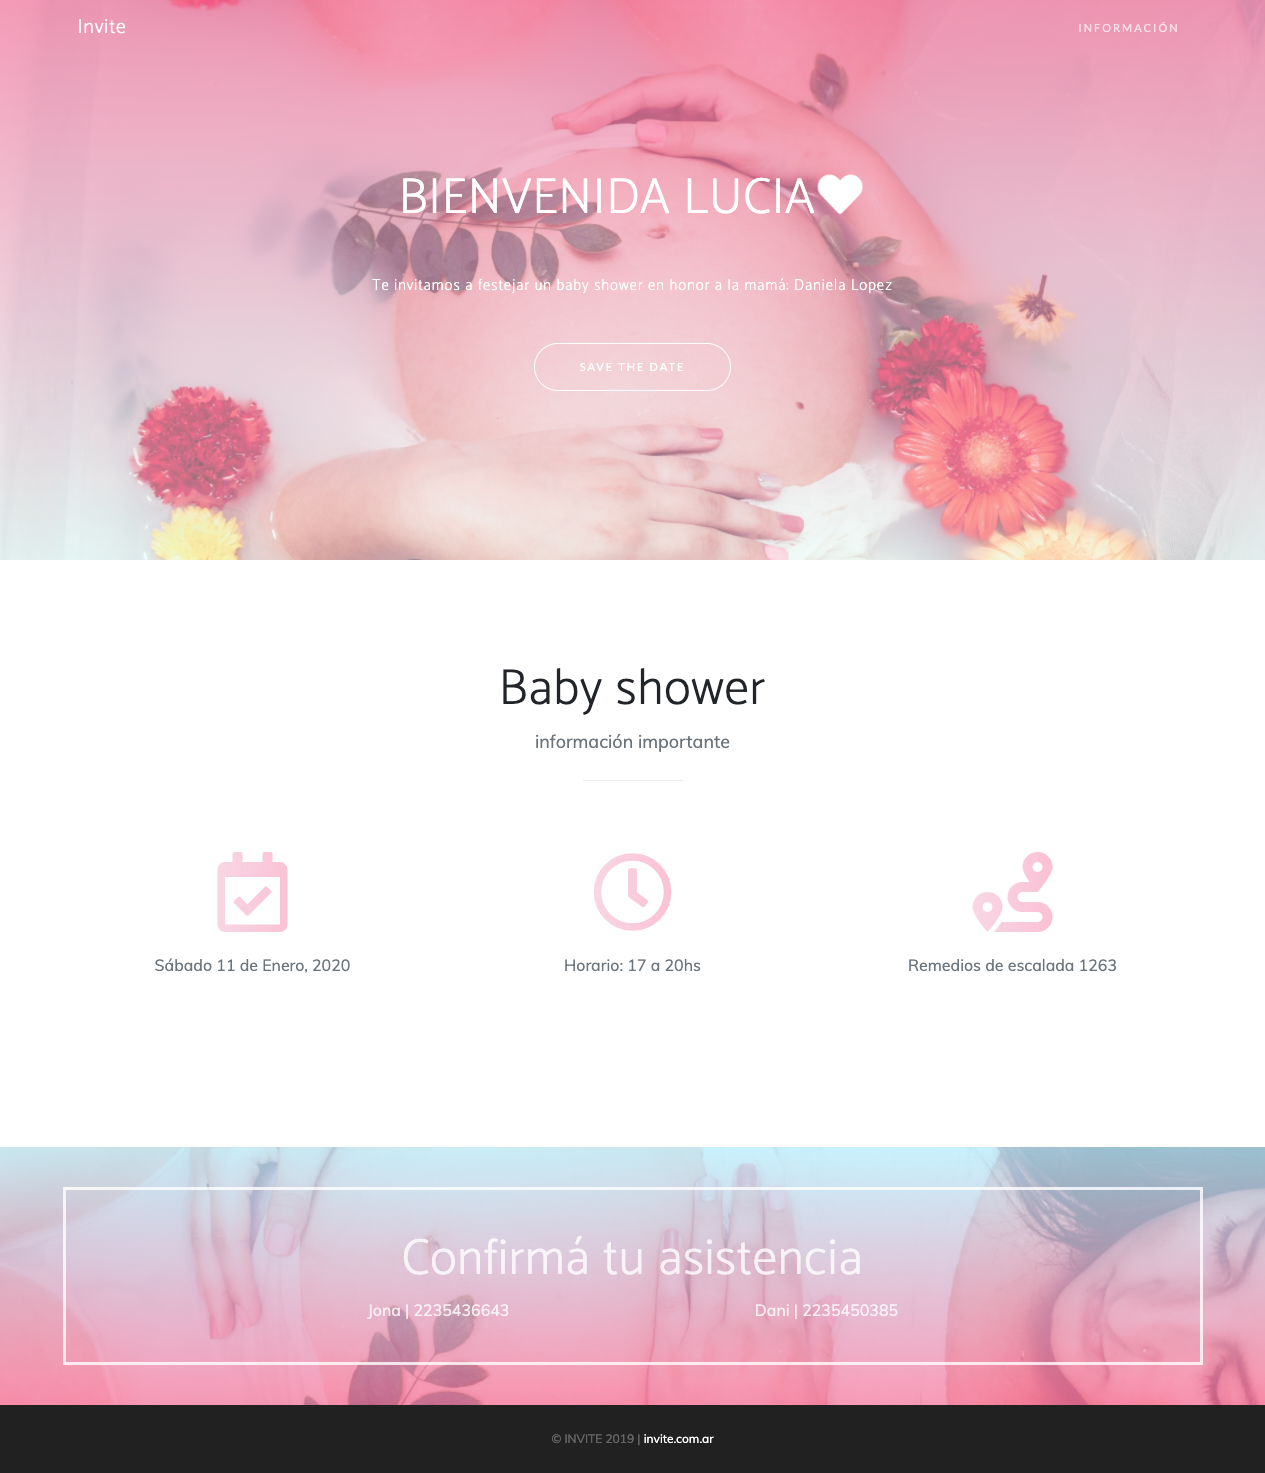 Invite
INFORMACIÓN
BIENVENIDA LUCIA
Te invitamos a festejar un baby shower en honor a la mamá: Daniela Lopez
SAVE THE DATE
Baby shower
información importante
Sábado 11 de Enero, 2020
Horario: 17 a 20hs
Remedios de escalada 1263
Confirmá tu asistencia
Jona | 2235436643
Dani | 2235450385
© INVITE 2019 | invite.com.ar